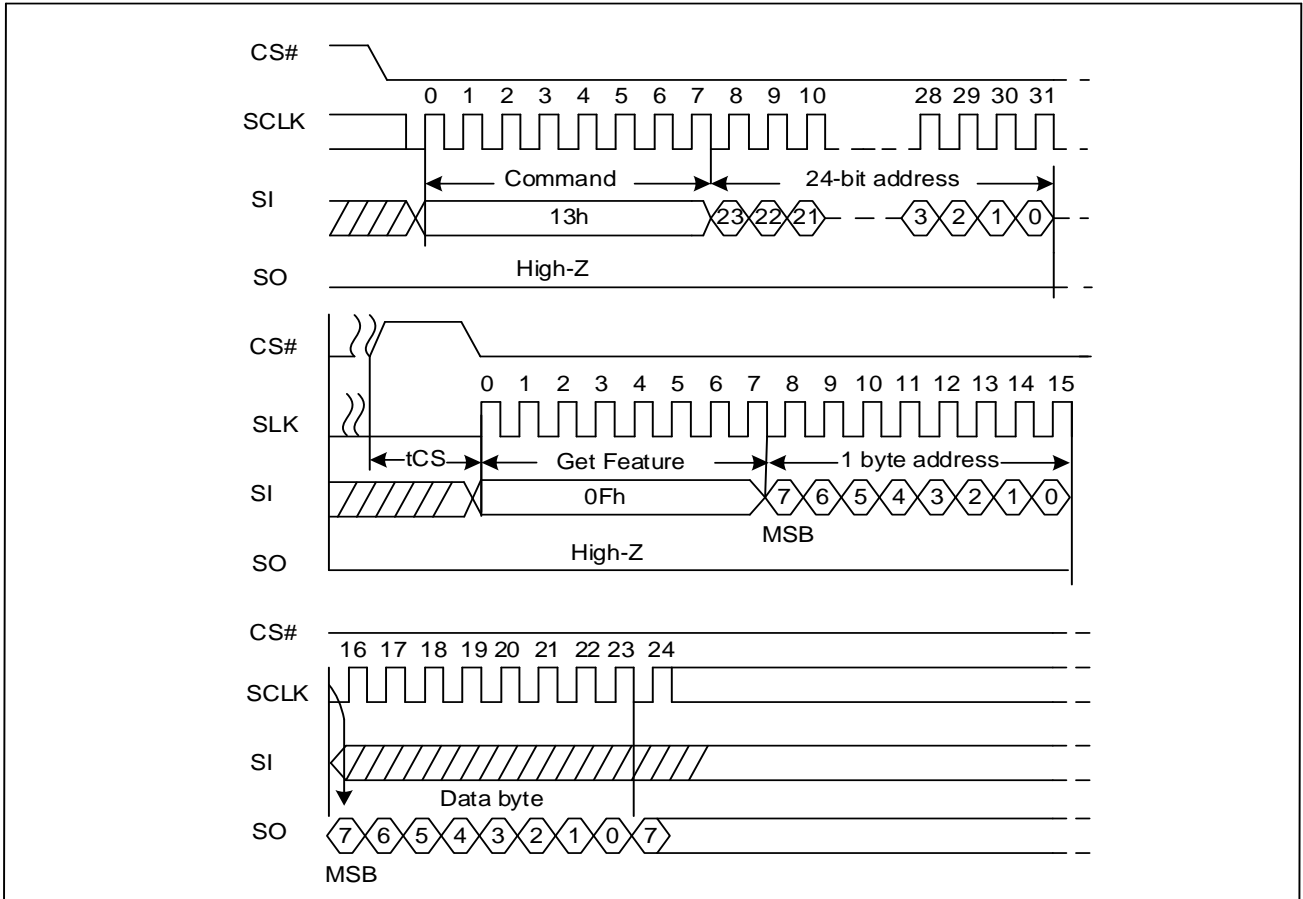 CS#
0 1 2 3 4 5 6 7 8 9 10 28 29 30 31
SCLK
Command 24-bit address
SI
13h 23 22 21 3 2 1 0
High-Z
SO
CS#
0 1 2 3 4 5 6 7 8 9 10 11 12 13 14 15
SLK
tCS Get Feature 1 byte address
SI
0Fh 7 6 5 4 3 2 1 0
MSB
High-Z
SO
CS#
16 17 18 19 20 21 22 23 24
SCLK
SI
Data byte
SO 7 6 5 4 3 2 1 0 7
MSB